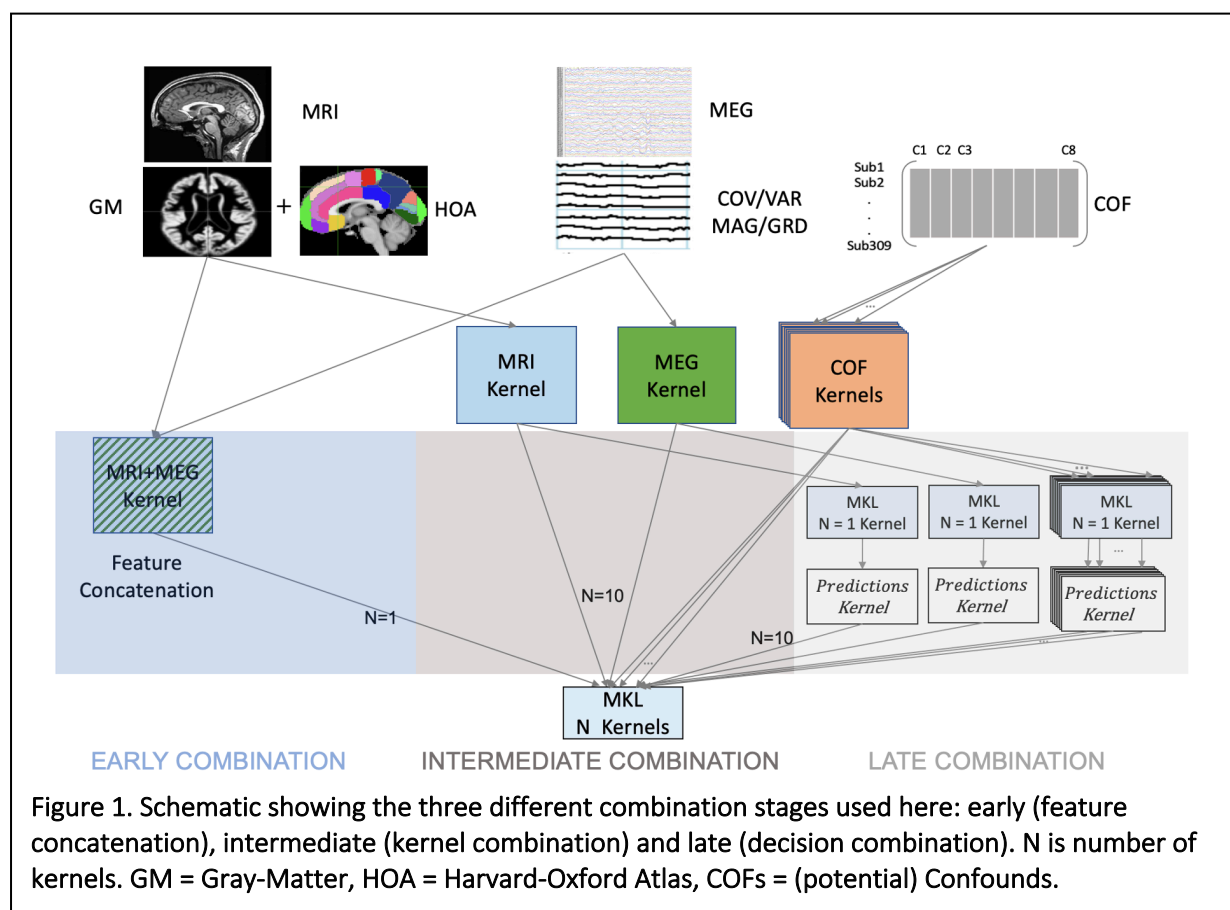 MRI
MEG
GM
+
HOA
COV/VAR
MAG/GRD
C1 C2 C3 C8
Sub1
Sub2
.
.
.
Sub309
COF
...
MRI
Kernel
MEG
Kernel
COF
Kernels
MRI+MEG
Kernel
Feature
Concatenation
N=1
N=10
...
...
MKL
N = 1 Kernel
MKL
N = 1 Kernel
MKL
N = 1 Kernel
...
Predictions
Kernel
Predictions
Kernel
Predictions
Kernel
N=10
...
MKL
N Kernels
EARLY COMBINATION
INTERMEDIATE COMBINATION
LATE COMBINATION
Figure 1. Schematic showing the three different combination stages used here: early (feature
concatenation), intermediate (kernel combination) and late (decision combination). N is number of
kernels. GM = Gray-Matter, HOA = Harvard-Oxford Atlas, COFs = (potential) Confounds.